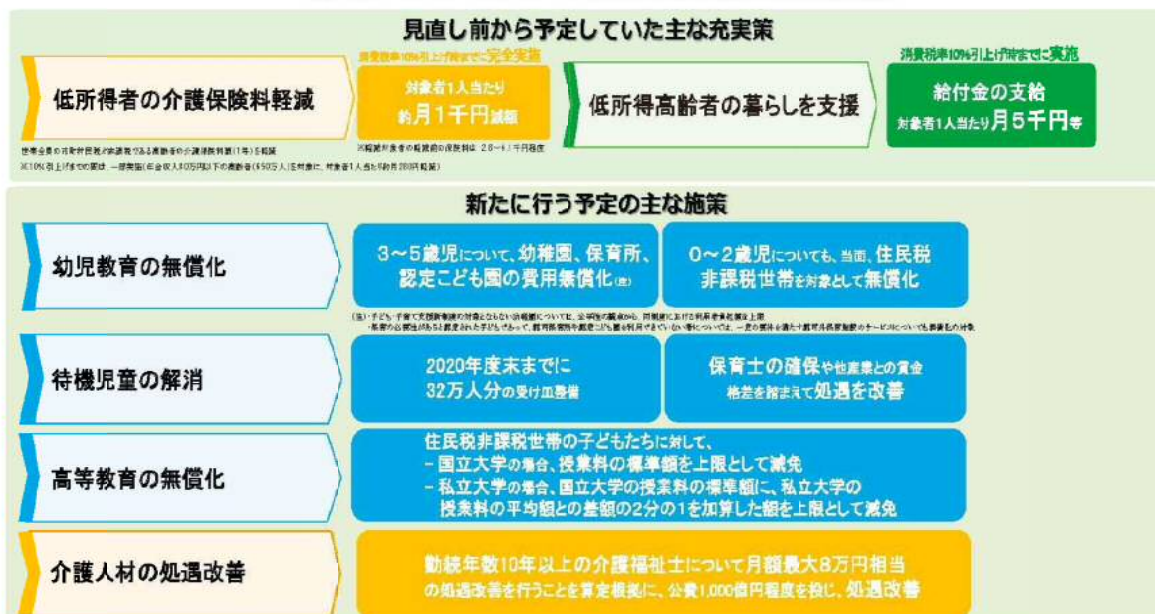 見直し前から予定していた主な充実策
消費税率10%引上げ時までに完全実施
消費税率10%引上げ時までに実施
低所得者の介護保険料軽減
対象者1人当たり
約月1千円減額
低所得高齢者の暮らしを支援
給付金の支給
対象者1人当たり月5千円等
新たに行う予定の主な施策
幼児教育の無償化
3~5歳児について、幼稚園、保育所、
認定こども園の費用無償化(注)
0~2歳児についても、当面、住民税
非課税世帯を対象として無償化
待機児童の解消
2020年度末までに
32万人分の受け皿整備
保育士の確保や他産業との賃金
格差を踏まえて処遇を改善
高等教育の無償化
住民税非課税世帯の子どもたちに対して、
- 国立大学の場合、授業料の標準額を上限として減免
- 私立大学の場合、国立大学の授業料の標準額に、私立大学の
授業料の平均額との差額の2分の1を加算した額を上限として減免
介護人材の処遇改善
勤続年数10年以上の介護福祉士について月額最大8万円相当
の処遇改善を行うことを算定根拠に、公費1,000億円程度を投じ、処遇改善